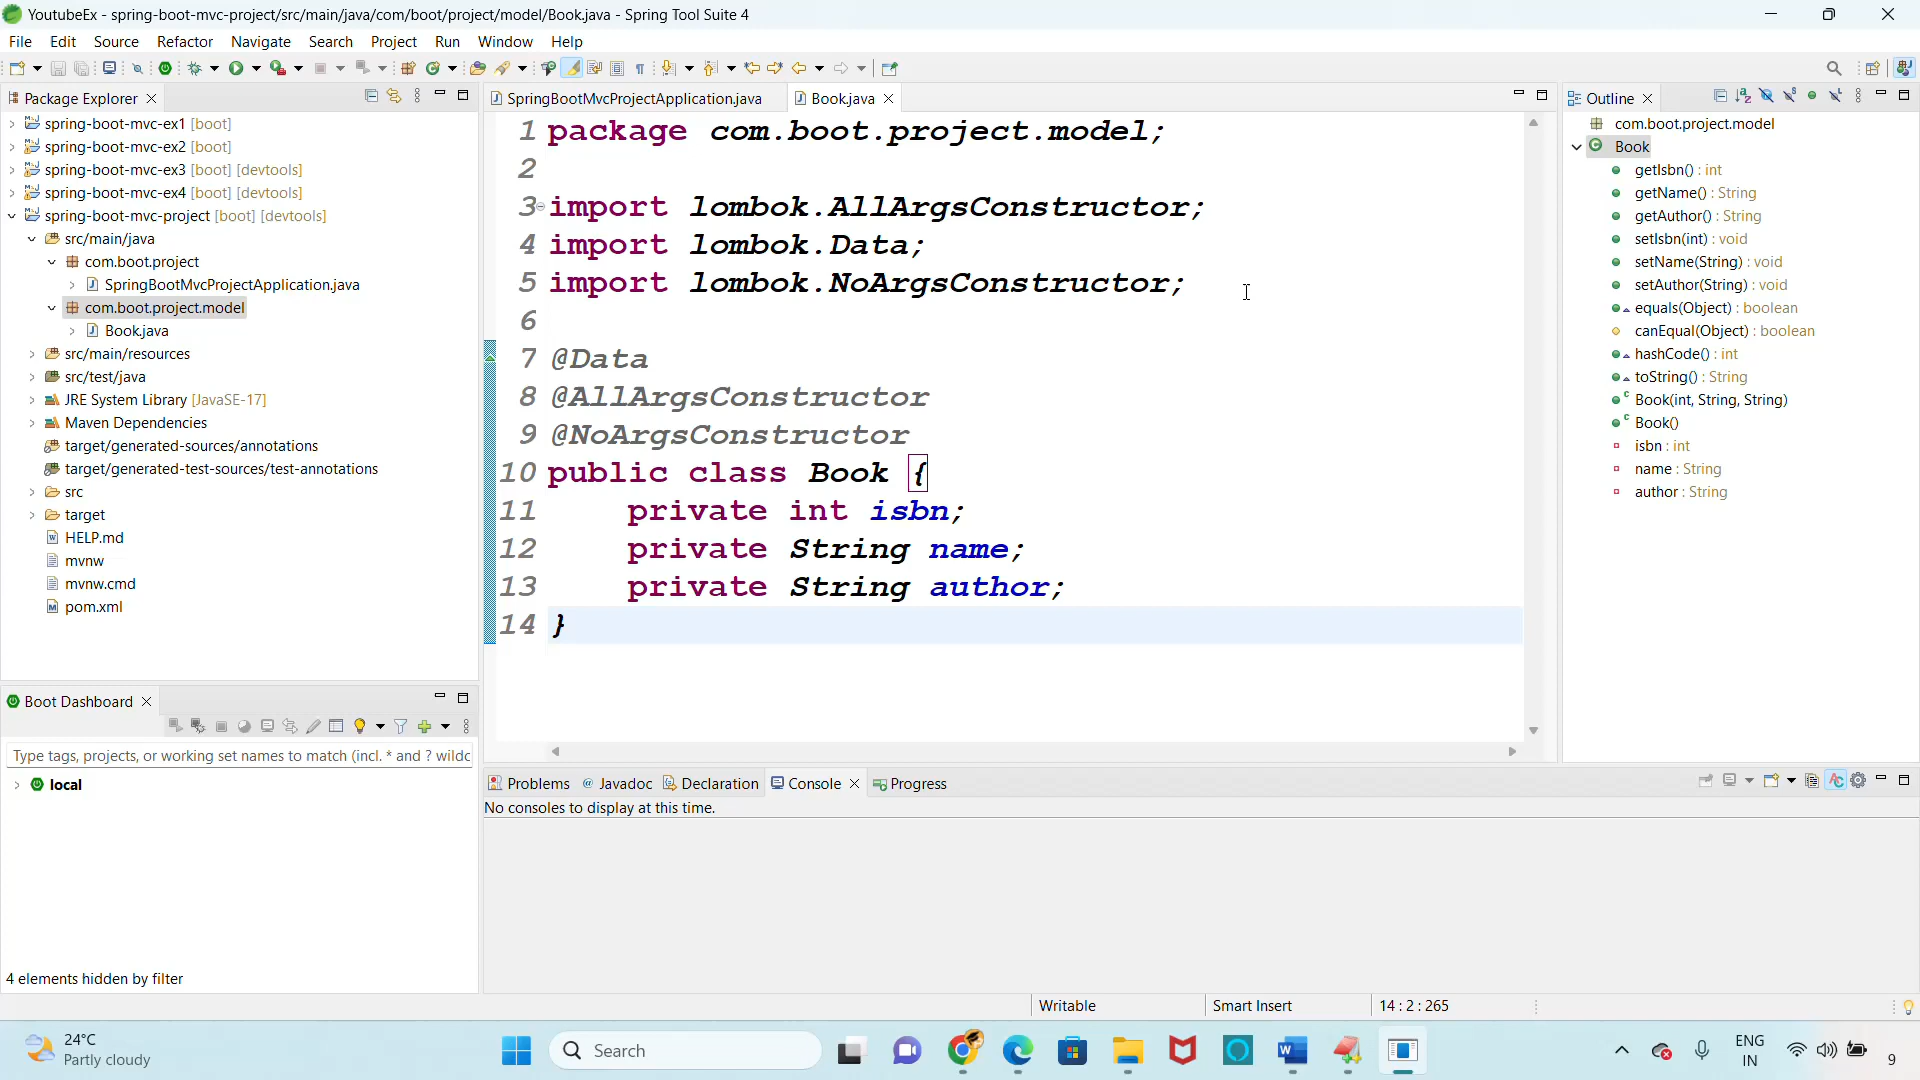 YoutubeEx - spring-boot-mvc-project/src/main/java/com/boot/project/model/Book.java - Spring Tool Suite 4
File Edit Source Refactor Navigate Search Project Run Window Help
Package Explorer
spring-boot-mvc-ex1 [boot]
spring-boot-mvc-ex2 [boot]
spring-boot-mvc-ex3 [boot] [devtools]
spring-boot-mvc-ex4 [boot] [devtools]
spring-boot-mvc-project [boot] [devtools]
src/main/java
com.boot.project
SpringBootMvcProjectApplication.java
com.boot.project.model
Book.java
src/main/resources
src/test/java
JRE System Library [JavaSE-17]
Maven Dependencies
target/generated-sources/annotations
target/generated-test-sources/test-annotations
src
target
HELP.md
mvnw
mvnw.cmd
pom.xml
Boot Dashboard
Type tags, projects, or working set names to match (incl. * and ? wildc
local
4 elements hidden by filter
SpringBootMvcProjectApplication.java Book.java
1 package com.boot.project.model;
2
3 import lombok.AllArgsConstructor;
4 import lombok.Data;
5 import lombok.NoArgsConstructor;
6
7 @Data
8 @AllArgsConstructor
9 @NoArgsConstructor
10 public class Book {
11 private int isbn;
12 private String name;
13 private String author;
14 }
Outline
com.boot.project.model
Book
getIsbn() : int
getName() : String
getAuthor() : String
setIsbn(int) : void
setName(String) : void
setAuthor(String) : void
equals(Object) : boolean
canEqual(Object) : boolean
hashCode() : int
toString() : String
Book(int, String, String)
Book()
isbn : int
name : String
author : String
Problems @ Javadoc Declaration Console Progress
No consoles to display at this time.
Writable Smart Insert 14 : 2 : 265
24°C
Partly cloudy
Search
ENG
IN
9